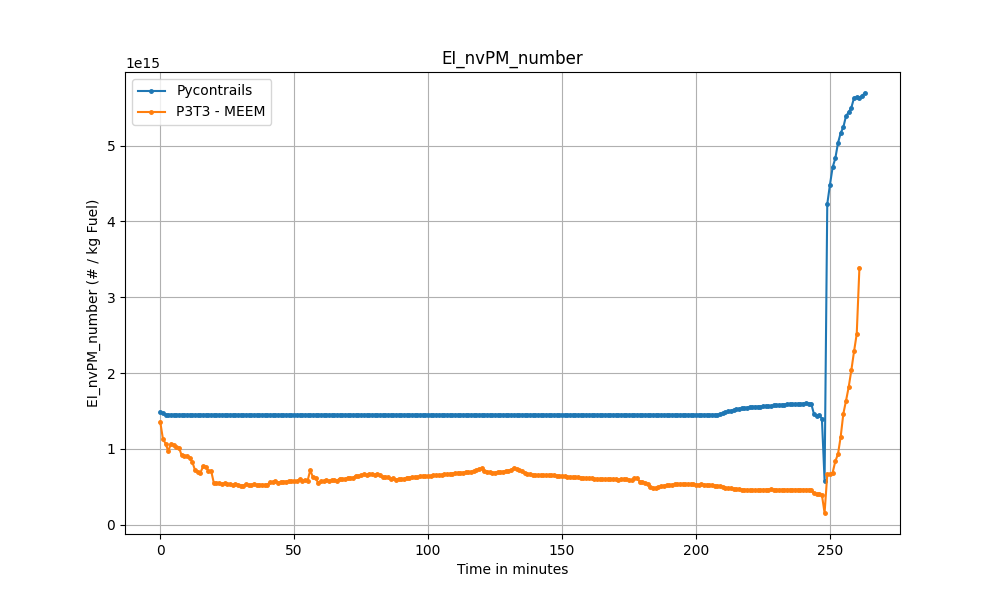 EI_nvPM_number
1e15
Pycontrails
P3T3 - MEEM
EI_nvPM_number (# / kg Fuel)
5
4
3
2
1
0
0 50 100 150 200 250
Time in minutes